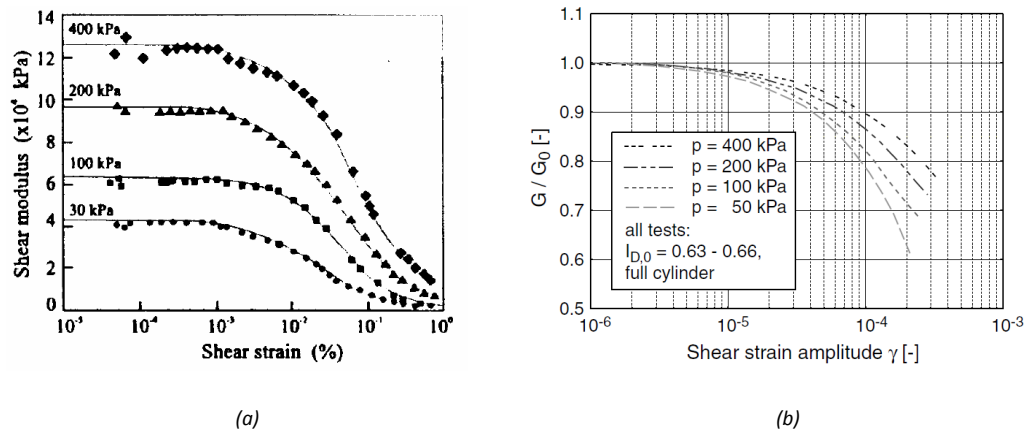 14
12
10
8
6
4
2
0
Shear modulus (x10⁴ kPa)
400 kPa
200 kPa
100 kPa
30 kPa
10⁻⁵ 10⁻⁴ 10⁻³ 10⁻² 10⁻¹ 10⁰
Shear strain (%)
(a)
1.1
1.0
0.9
0.8
0.7
0.6
0.5
G / G₀ [-]
p = 400 kPa
p = 200 kPa
p = 100 kPa
p = 50 kPa
all tests:
I_D,0 = 0.63 - 0.66,
full cylinder
10⁻⁶ 10⁻⁵ 10⁻⁴ 10⁻³
Shear strain amplitude γ [-]
(b)